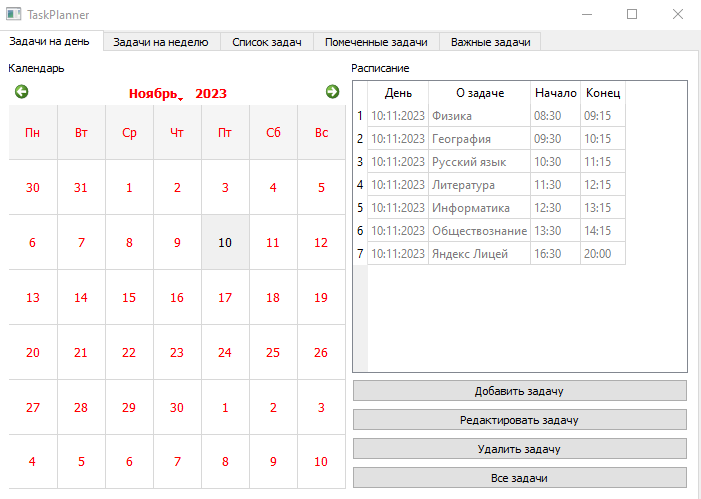 TaskPlanner
Задачи на день Задачи на неделю Список задач Помеченные задачи Важные задачи
Календарь
Ноябрь 2023
Пн Вт Ср Чт Пт Сб Вс
30 31 1 2 3 4 5
6 7 8 9 10 11 12
13 14 15 16 17 18 19
20 21 22 23 24 25 26
27 28 29 30 1 2 3
4 5 6 7 8 9 10
Расписание
День О задаче Начало Конец
1 10:11:2023 Физика 08:30 09:15
2 10:11:2023 География 09:30 10:15
3 10:11:2023 Русский язык 10:30 11:15
4 10:11:2023 Литература 11:30 12:15
5 10:11:2023 Информатика 12:30 13:15
6 10:11:2023 Обществознание 13:30 14:15
7 10:11:2023 Яндекс Лицей 16:30 20:00
Добавить задачу
Редактировать задачу
Удалить задачу
Все задачи